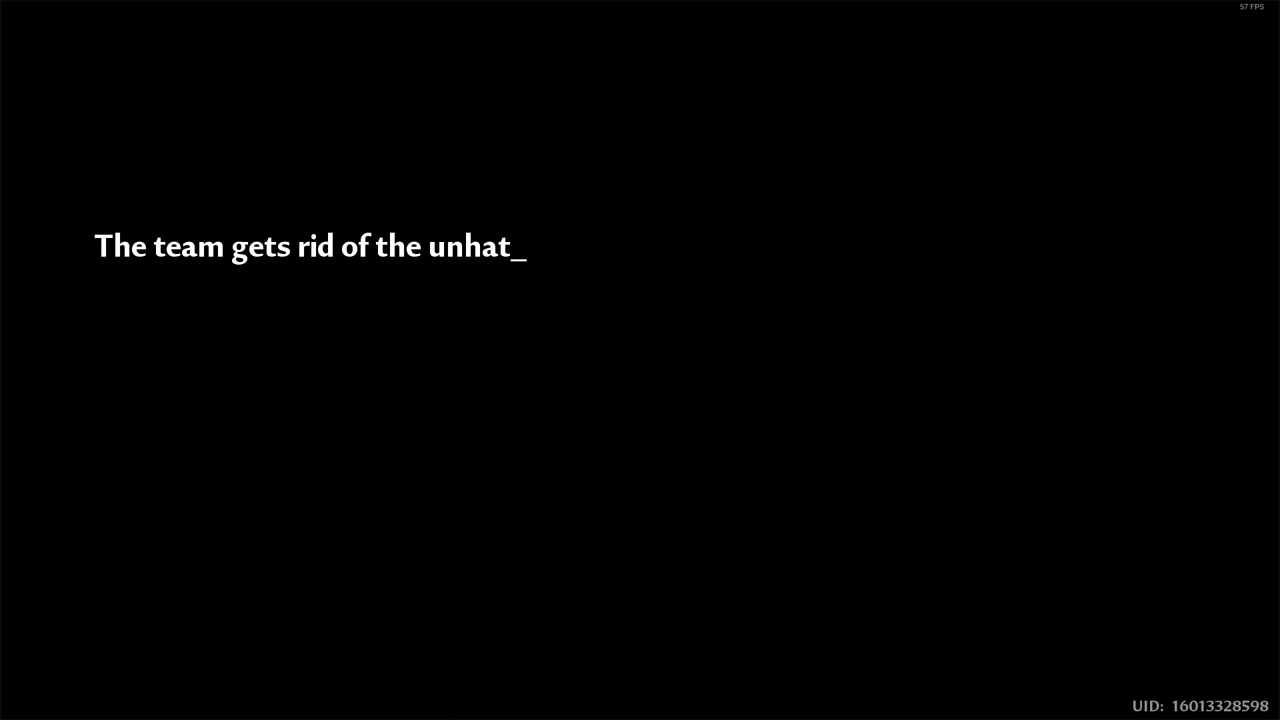 57 FPS
The team gets rid of the unhat_
UID: 16013328598